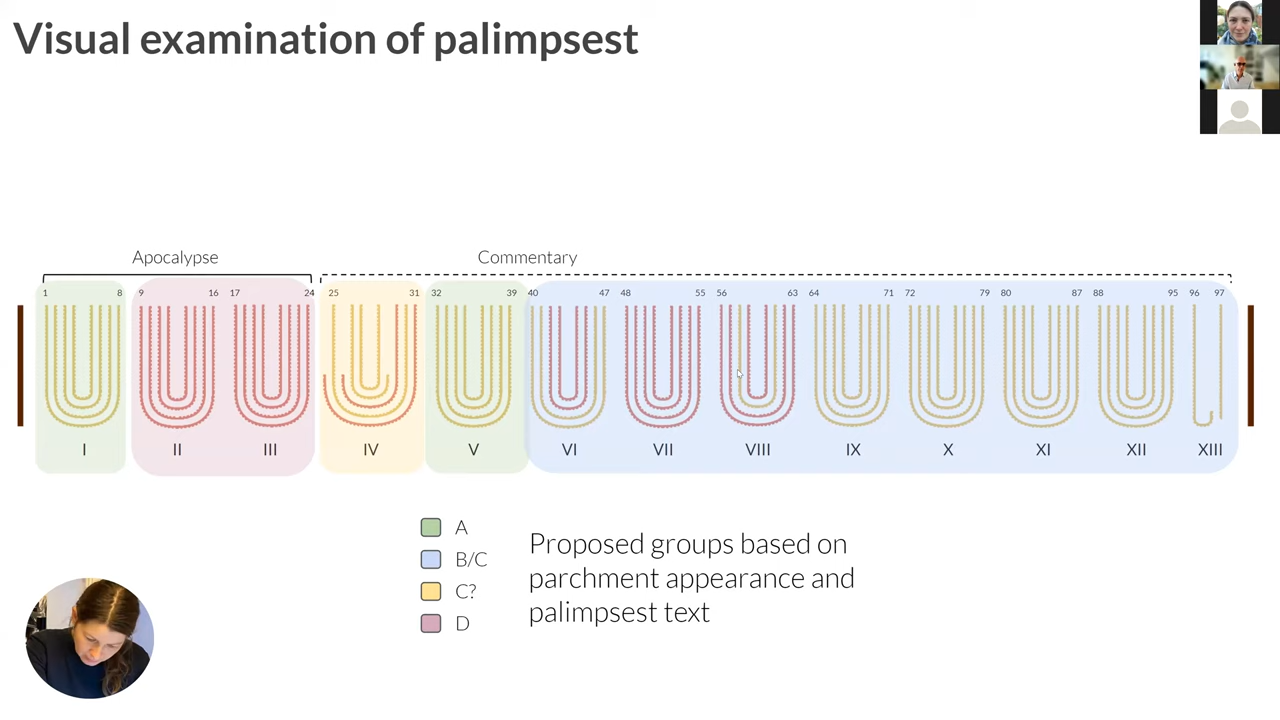 Visual examination of palimpsest
Apocalypse Commentary
1 8 9 16 17 24 25 31 32 39 40 47 48 55 56 63 64 71 72 79 80 87 88 95 96 97
I II III IV V VI VII VIII IX X XI XII XIII
A
B/C
C?
D
Proposed groups based on
parchment appearance and
palimpsest text